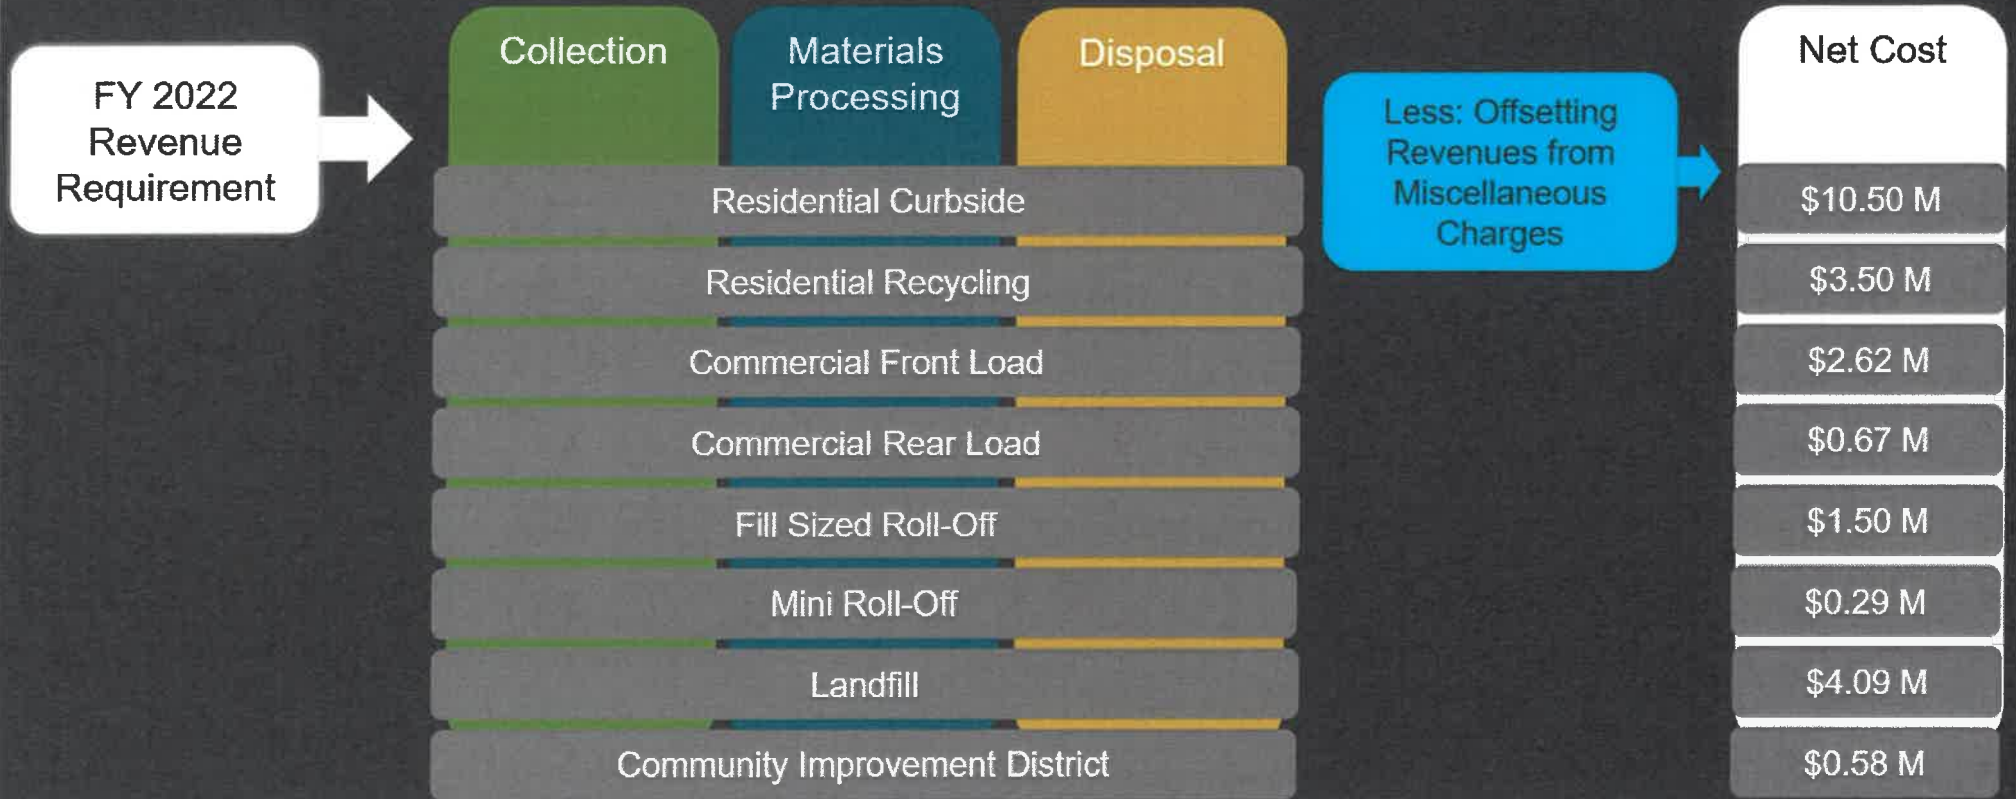 FY 2022
Revenue
Requirement
Collection
Materials
Processing
Disposal
Less: Offsetting
Revenues from
Miscellaneous
Charges
Net Cost
Residential Curbside
$10.50 M
Residential Recycling
$3.50 M
Commercial Front Load
$2.62 M
Commercial Rear Load
$0.67 M
Fill Sized Roll-Off
$1.50 M
Mini Roll-Off
$0.29 M
Landfill
$4.09 M
Community Improvement District
$0.58 M